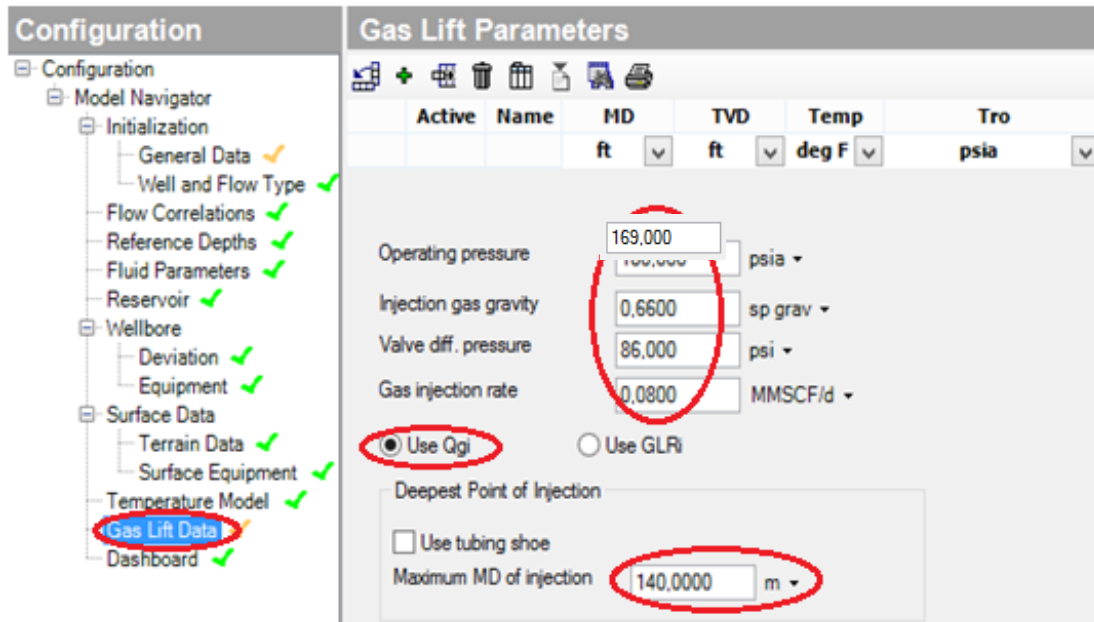 Configuration
Configuration
Model Navigator
Initialization
General Data
Well and Flow Type
Flow Correlations
Reference Depths
Fluid Parameters
Reservoir
Wellbore
Deviation
Equipment
Surface Data
Terrain Data
Surface Equipment
Temperature Model
Gas Lift Data
Dashboard
Gas Lift Parameters
Active Name MD TVD Temp Tro
ft ft deg F psia
169,000
Operating pressure psia
Injection gas gravity 0,6600 sp grav
Valve diff. pressure 86,000 psi
Gas injection rate 0,0800 MMSCF/d
Use Qgi Use GLRi
Deepest Point of Injection
Use tubing shoe
Maximum MD of injection 140,0000 m